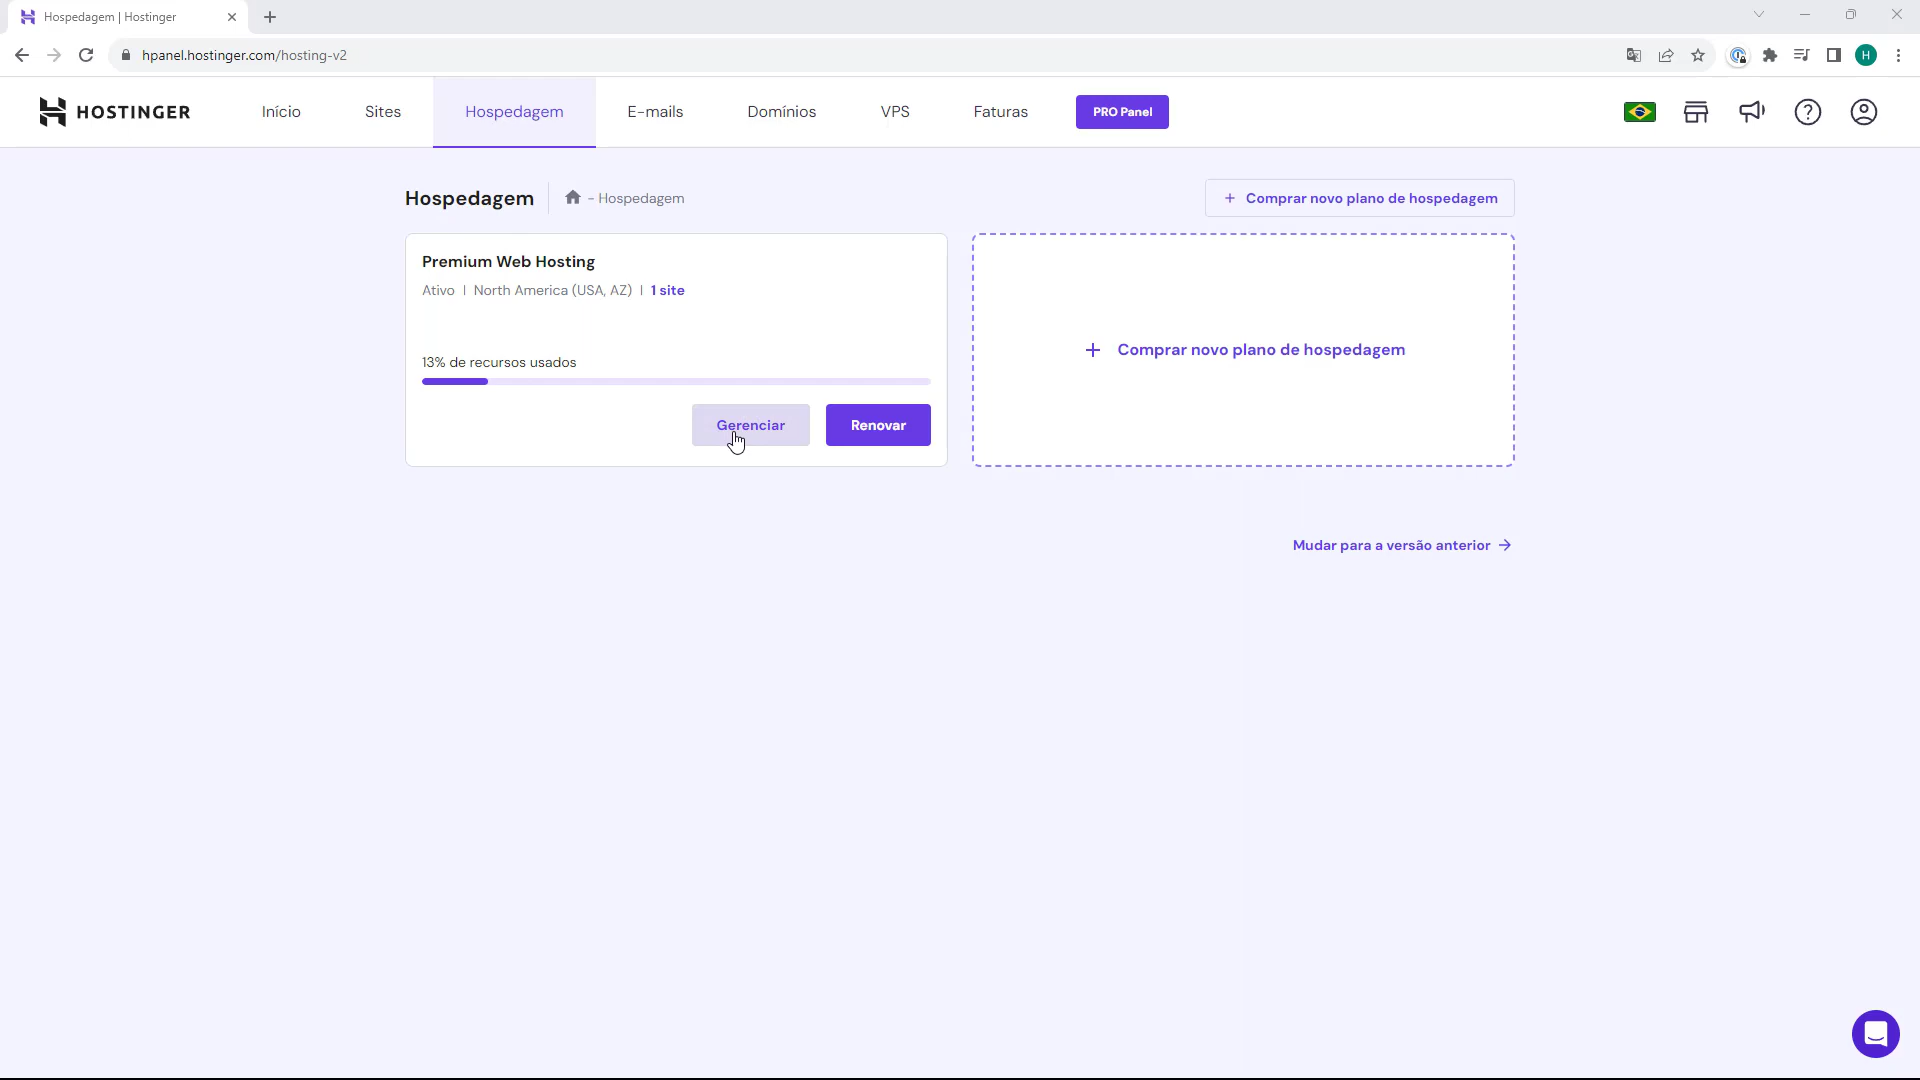 Hospedagem | Hostinger
hpanel.hostinger.com/hosting-v2
H
HOSTINGER
Início
Sites
Hospedagem
E-mails
Domínios
VPS
Faturas
PRO Panel
Hospedagem
- Hospedagem
+ Comprar novo plano de hospedagem
Premium Web Hosting
Ativo | North America (USA, AZ) | 1 site
13% de recursos usados
Gerenciar
Renovar
+ Comprar novo plano de hospedagem
Mudar para a versão anterior →